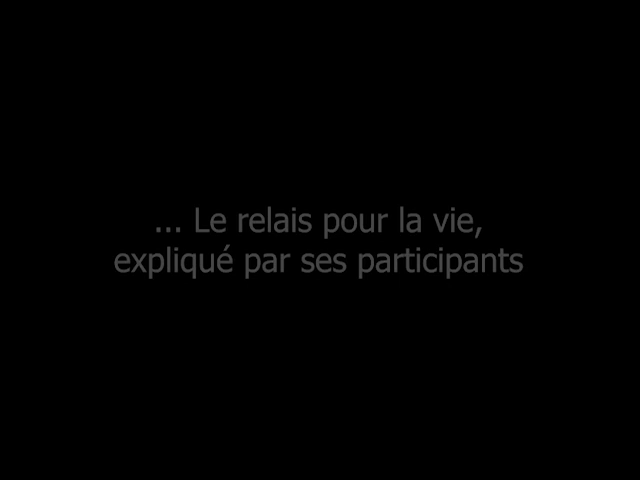 ... Le relais pour la vie,
expliqué par ses participants